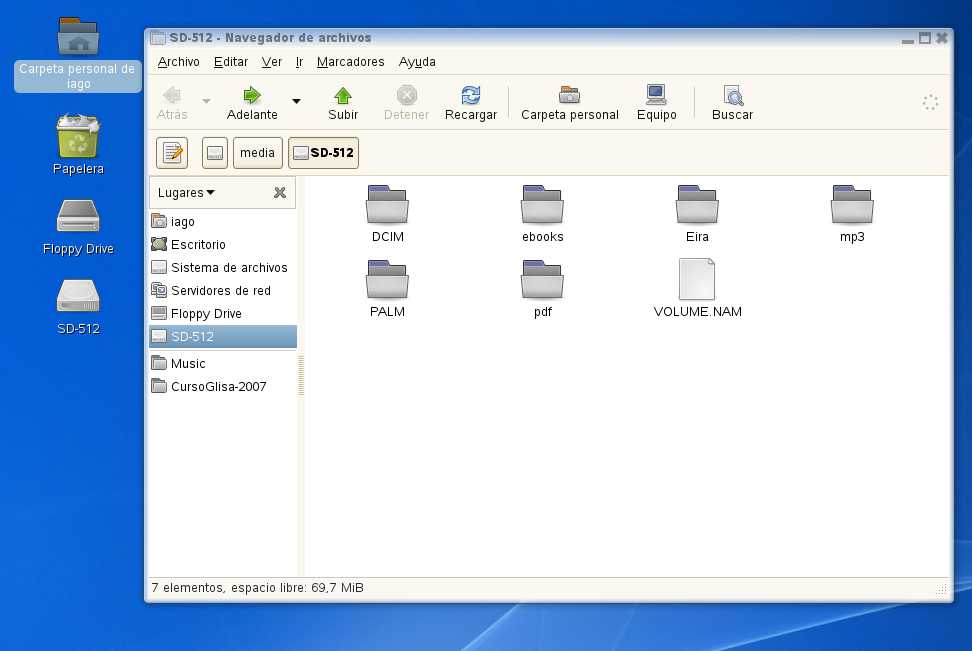 Carpeta personal de
iago
Papelera
Floppy Drive
SD-512
SD-512 - Navegador de archivos
Archivo Editar Ver Ir Marcadores Ayuda
Atrás Adelante Subir Detener Recargar Carpeta personal Equipo Buscar
media SD-512
Lugares
iago
Escritorio
Sistema de archivos
Servidores de red
Floppy Drive
SD-512
Music
CursoGlisa-2007
DCIM ebooks Eira mp3
PALM pdf VOLUME.NAM
7 elementos, espacio libre: 69,7 MiB